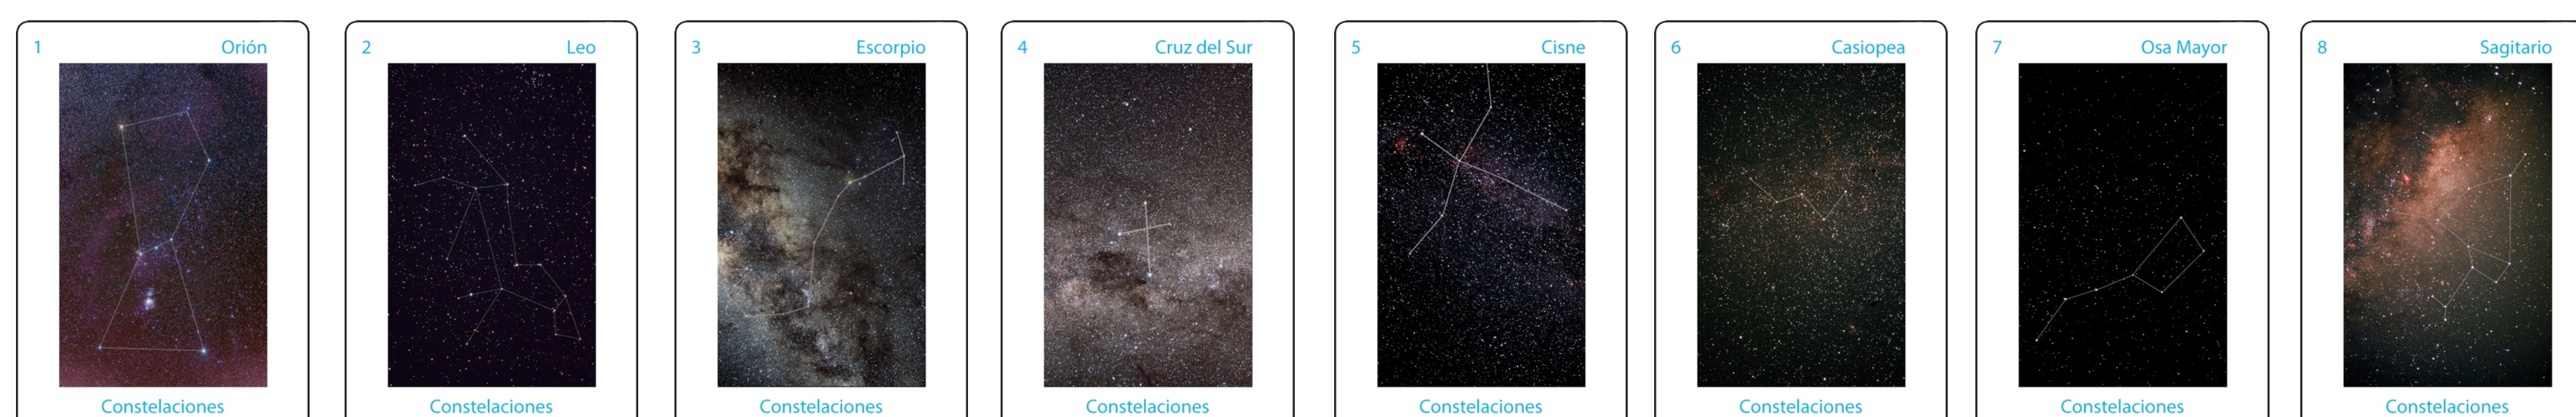 1 Orión
Constelaciones
2 Leo
Constelaciones
3 Escorpio
Constelaciones
4 Cruz del Sur
Constelaciones
5 Cisne
Constelaciones
6 Casiopea
Constelaciones
7 Osa Mayor
Constelaciones
8 Sagitario
Constelaciones